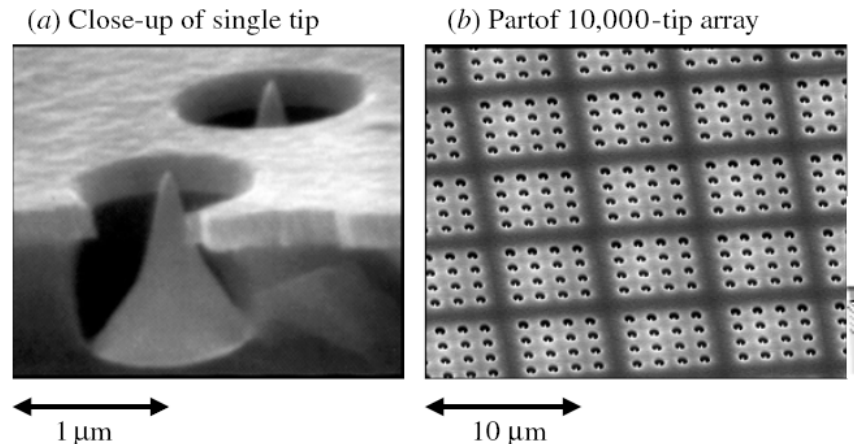 (a) Close-up of single tip
(b) Partof 10,000-tip array
1 μm
10 μm